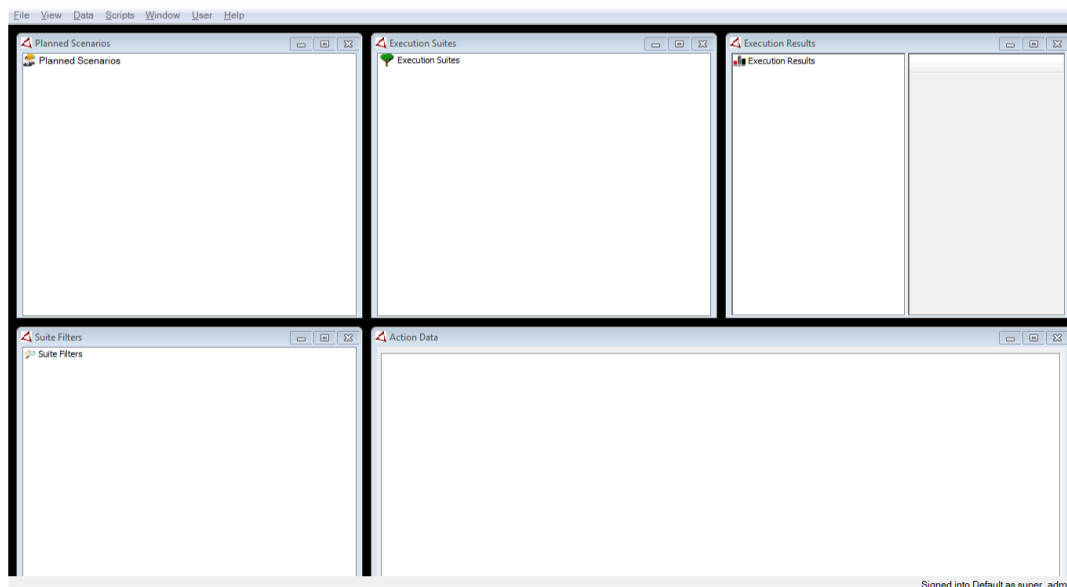 File View Data Scripts Window User Help
Planned Scenarios
Planned Scenarios
Execution Suites
Execution Suites
Execution Results
Execution Results
Suite Filters
Suite Filters
Action Data
Signed into Default as super_adm